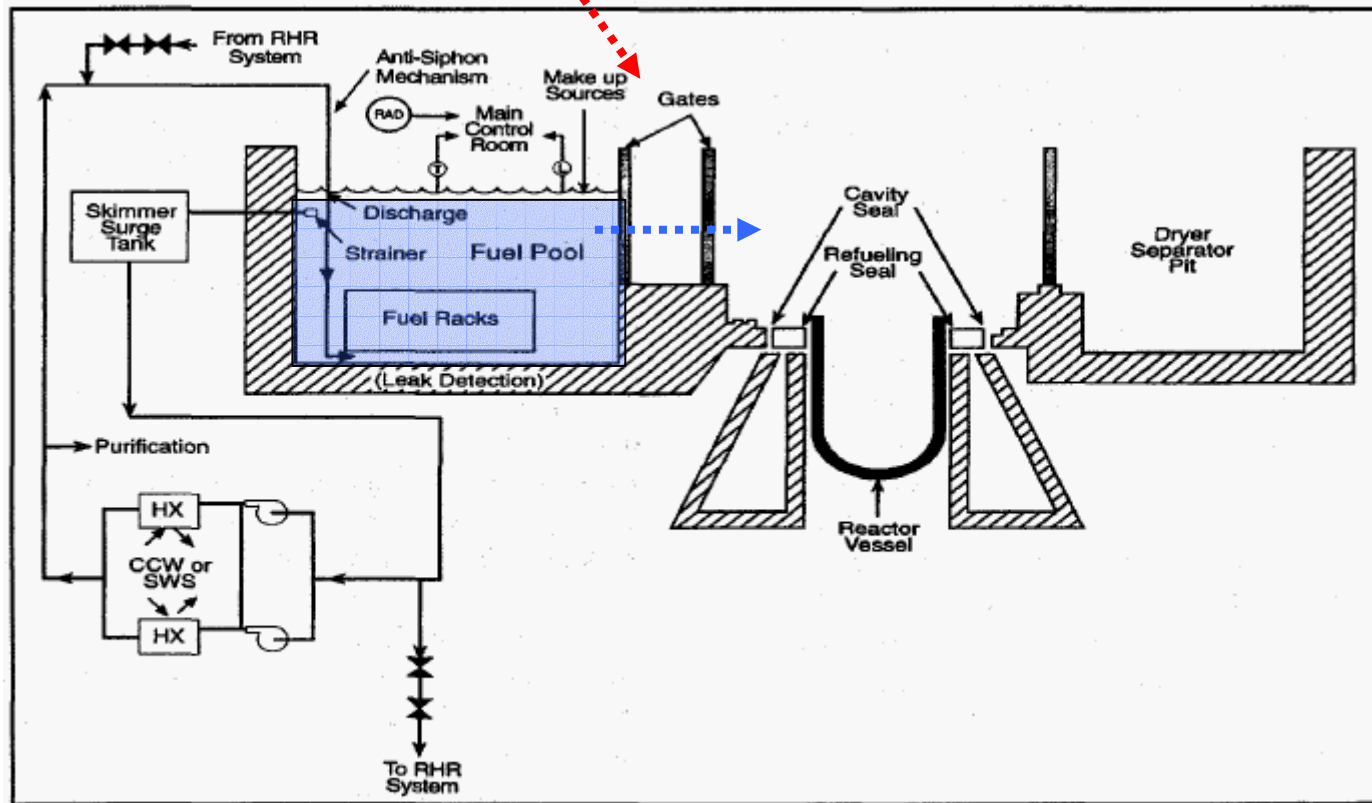 From RHR
System
Anti-Siphon
Mechanism
Make up
Sources
Gates
RAD
Main
Control
Room
T
L
Skimmer
Surge
Tank
Discharge
Strainer
Fuel Pool
Fuel Racks
(Leak Detection)
Cavity
Seal
Refueling
Seal
Dryer
Separator
Pit
Purification
HX
CCW or
SWS
HX
Reactor
Vessel
To RHR
System